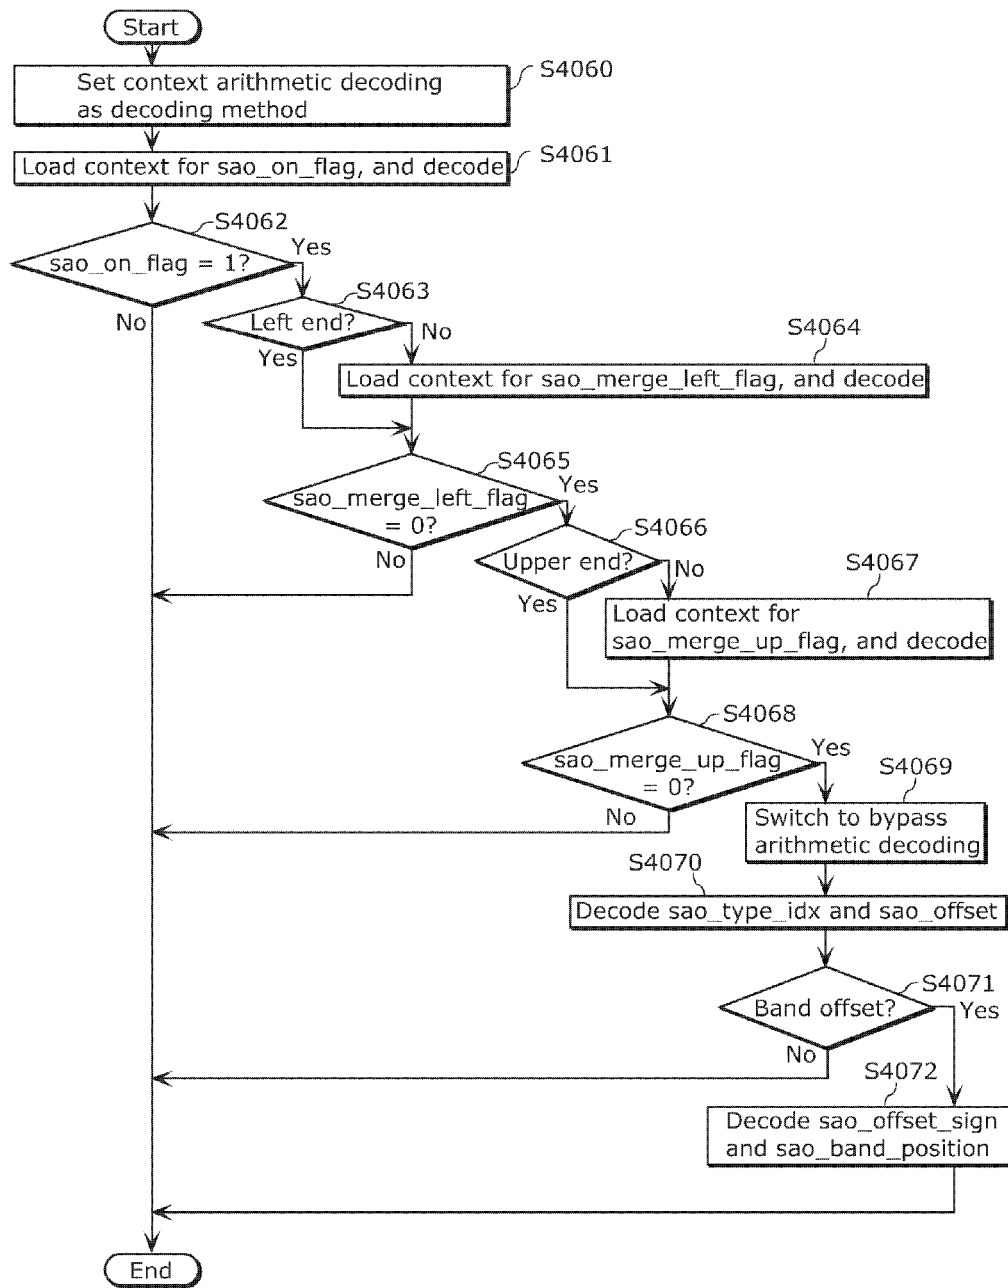 Start
Set context arithmetic decoding
as decoding method
S4060
Load context for sao_on_flag, and decode
S4061
S4062
sao_on_flag = 1?
Yes
No
S4063
Left end?
No
Yes
S4064
Load context for sao_merge_left_flag, and decode
S4065
sao_merge_left_flag
= 0?
Yes
No
S4066
Upper end?
No
Yes
S4067
Load context for
sao_merge_up_flag, and decode
S4068
sao_merge_up_flag
= 0?
Yes
No
S4069
Switch to bypass
arithmetic decoding
S4070
Decode sao_type_idx and sao_offset
S4071
Band offset?
Yes
No
S4072
Decode sao_offset_sign
and sao_band_position
End